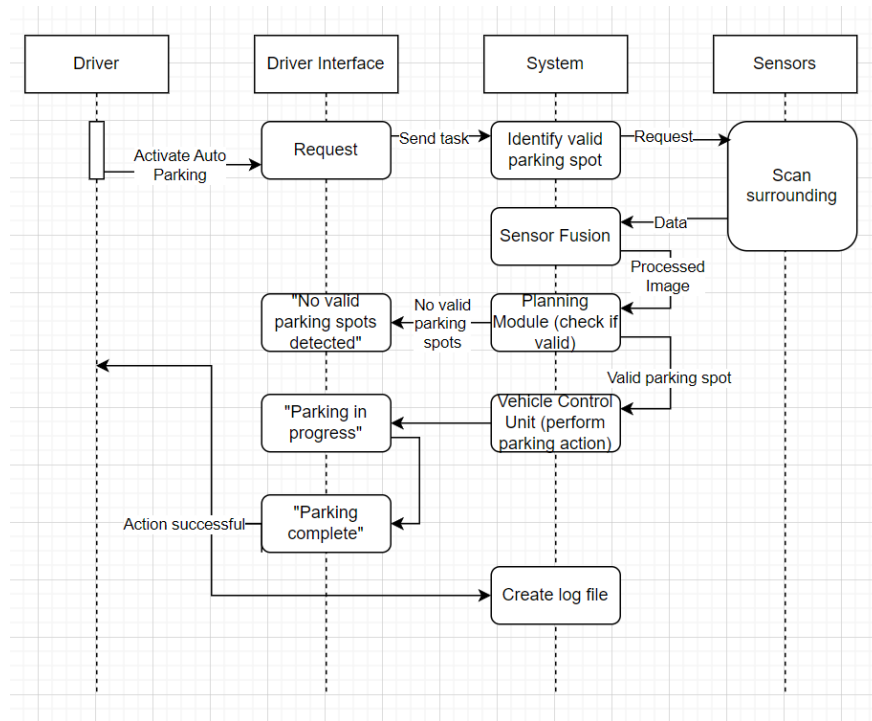 Driver
Driver Interface
System
Sensors
Activate Auto
Parking
Request
Send task
Identify valid
parking spot
Request
Scan
surrounding
Data
Sensor Fusion
Processed
Image
"No valid
parking spots
detected"
No valid
parking
spots
Planning
Module (check if
valid)
Valid parking spot
"Parking in
progress"
Vehicle Control
Unit (perform
parking action)
Action successful
"Parking
complete"
Create log file